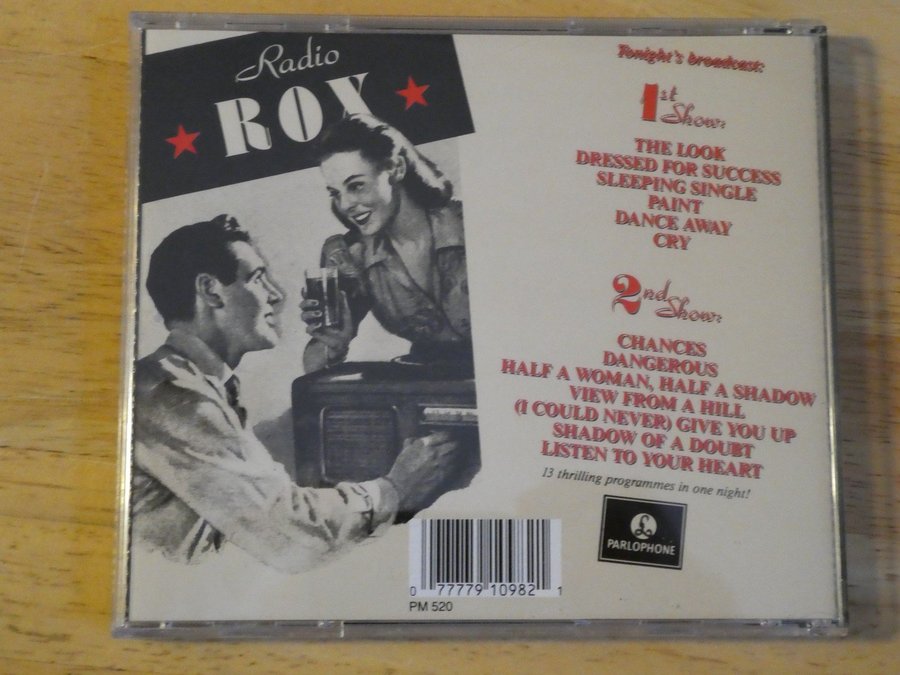 Radio
ROX
Tonight's broadcast:
1st Show:
THE LOOK
DRESSED FOR SUCCESS
SLEEPING SINGLE
PAINT
DANCE AWAY
CRY
2nd Show:
CHANCES
DANGEROUS
HALF A WOMAN, HALF A SHADOW
VIEW FROM A HILL
(I COULD NEVER) GIVE YOU UP
SHADOW OF A DOUBT
LISTEN TO YOUR HEART
13 thrilling programmes in one night!
PARLOPHONE
0 77779 10982 1
PM 520